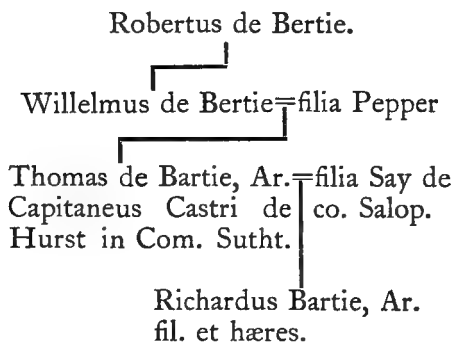 Robertus de Bertie.
Willelmus de Bertie=filia Pepper
Thomas de Bartie, Ar.=filia Say de
Capitaneus Castri de co. Salop.
Hurst in Com. Sutht.
Richardus Bartie, Ar.
fil. et hæres.